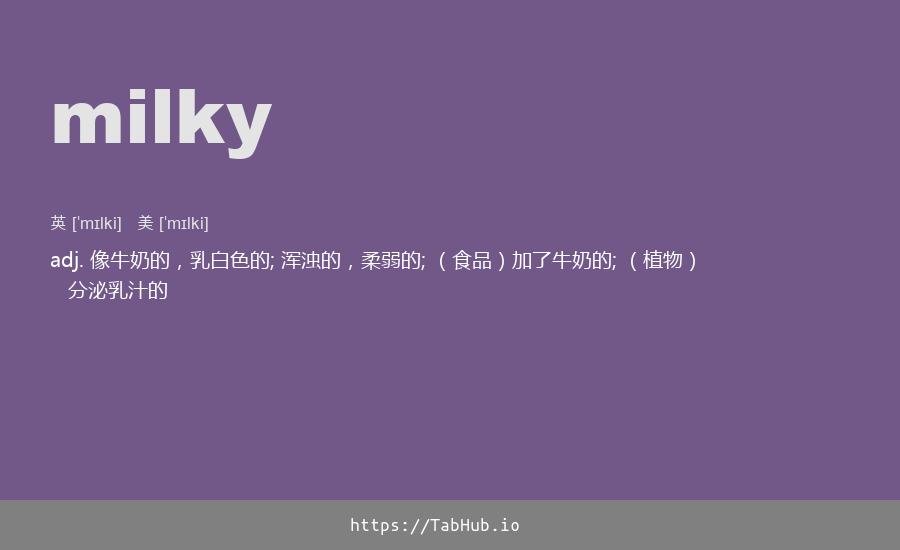 milky
英 [ˈmɪlki] 美 [ˈmɪlki]
adj. 像牛奶的，乳白色的; 浑浊的，柔弱的; （食品）加了牛奶的; （植物）
分泌乳汁的
https://TabHub.io